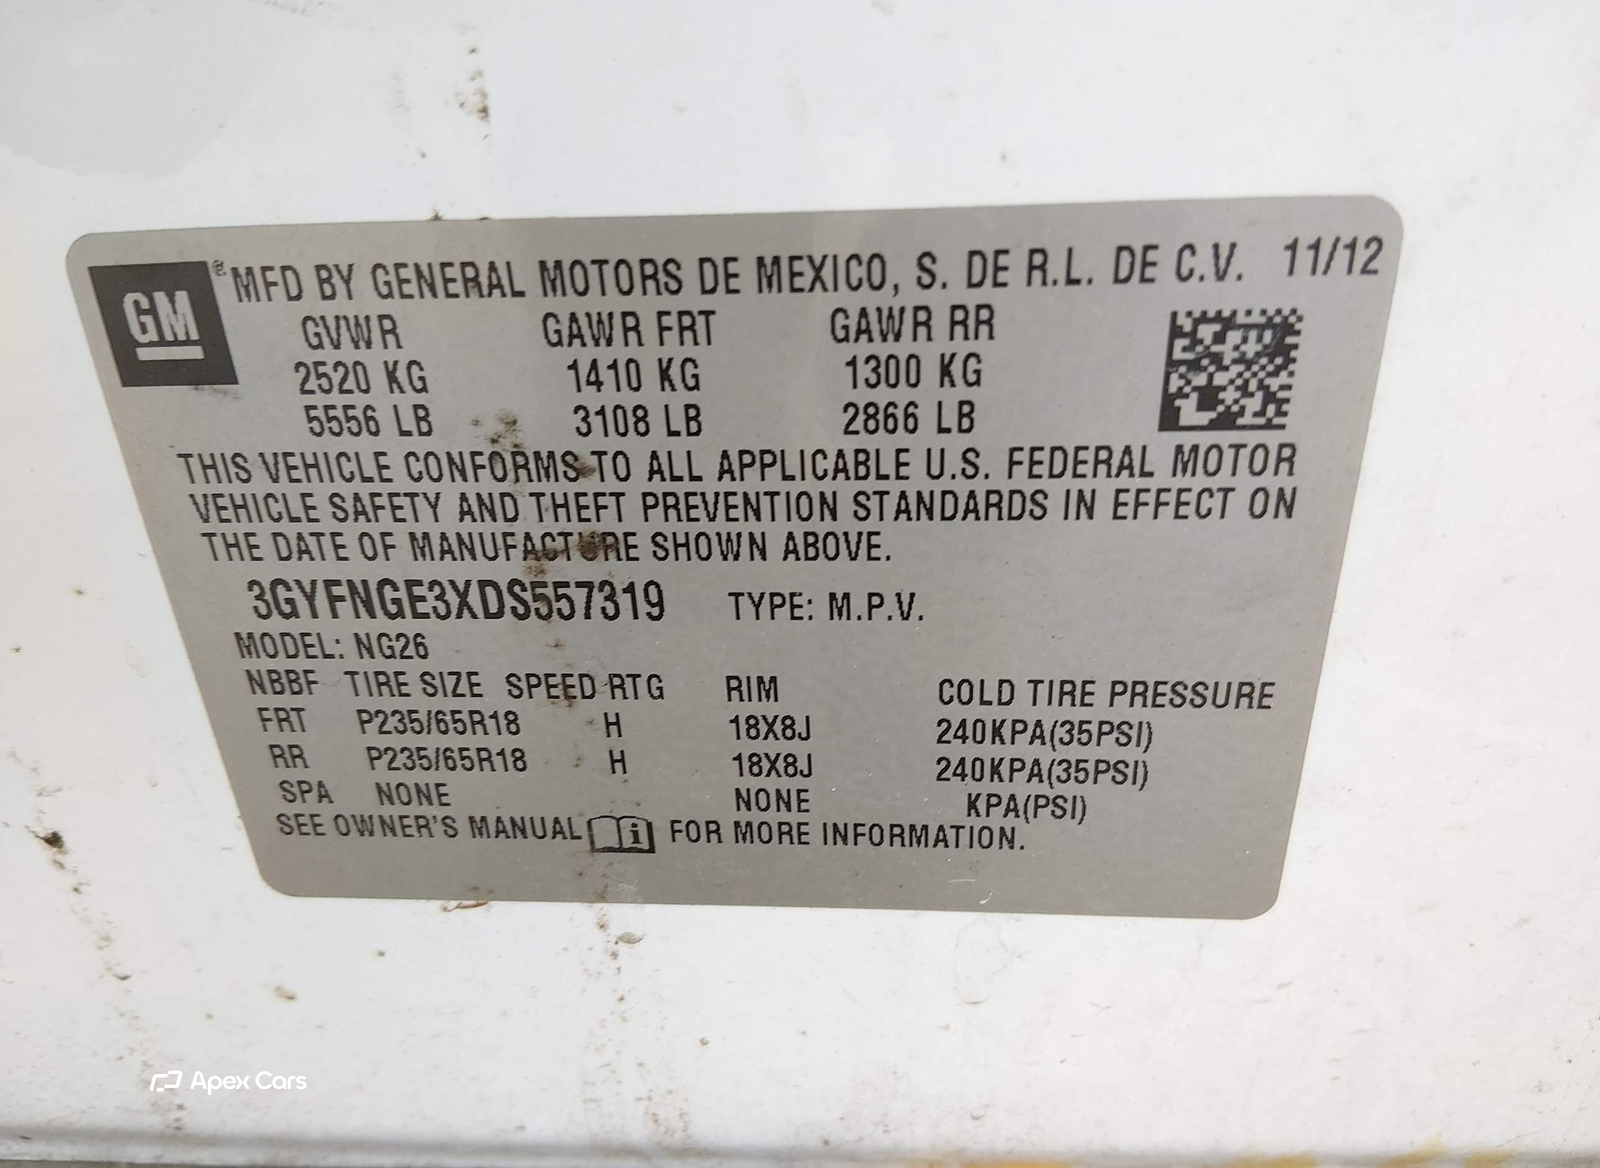 GM ® MFD BY GENERAL MOTORS DE MEXICO, S. DE R.L. DE C.V. 11/12
GVWR GAWR FRT GAWR RR
2520 KG 1410 KG 1300 KG
5556 LB 3108 LB 2866 LB
THIS VEHICLE CONFORMS TO ALL APPLICABLE U.S. FEDERAL MOTOR
VEHICLE SAFETY AND THEFT PREVENTION STANDARDS IN EFFECT ON
THE DATE OF MANUFACTURE SHOWN ABOVE.
3GYFNGE3XDS557319 TYPE: M.P.V.
MODEL: NG26
NBBF TIRE SIZE SPEED RTG RIM COLD TIRE PRESSURE
FRT P235/65R18 H 18X8J 240KPA(35PSI)
RR P235/65R18 H 18X8J 240KPA(35PSI)
SPA NONE NONE KPA(PSI)
SEE OWNER'S MANUAL i FOR MORE INFORMATION.
Apex Cars